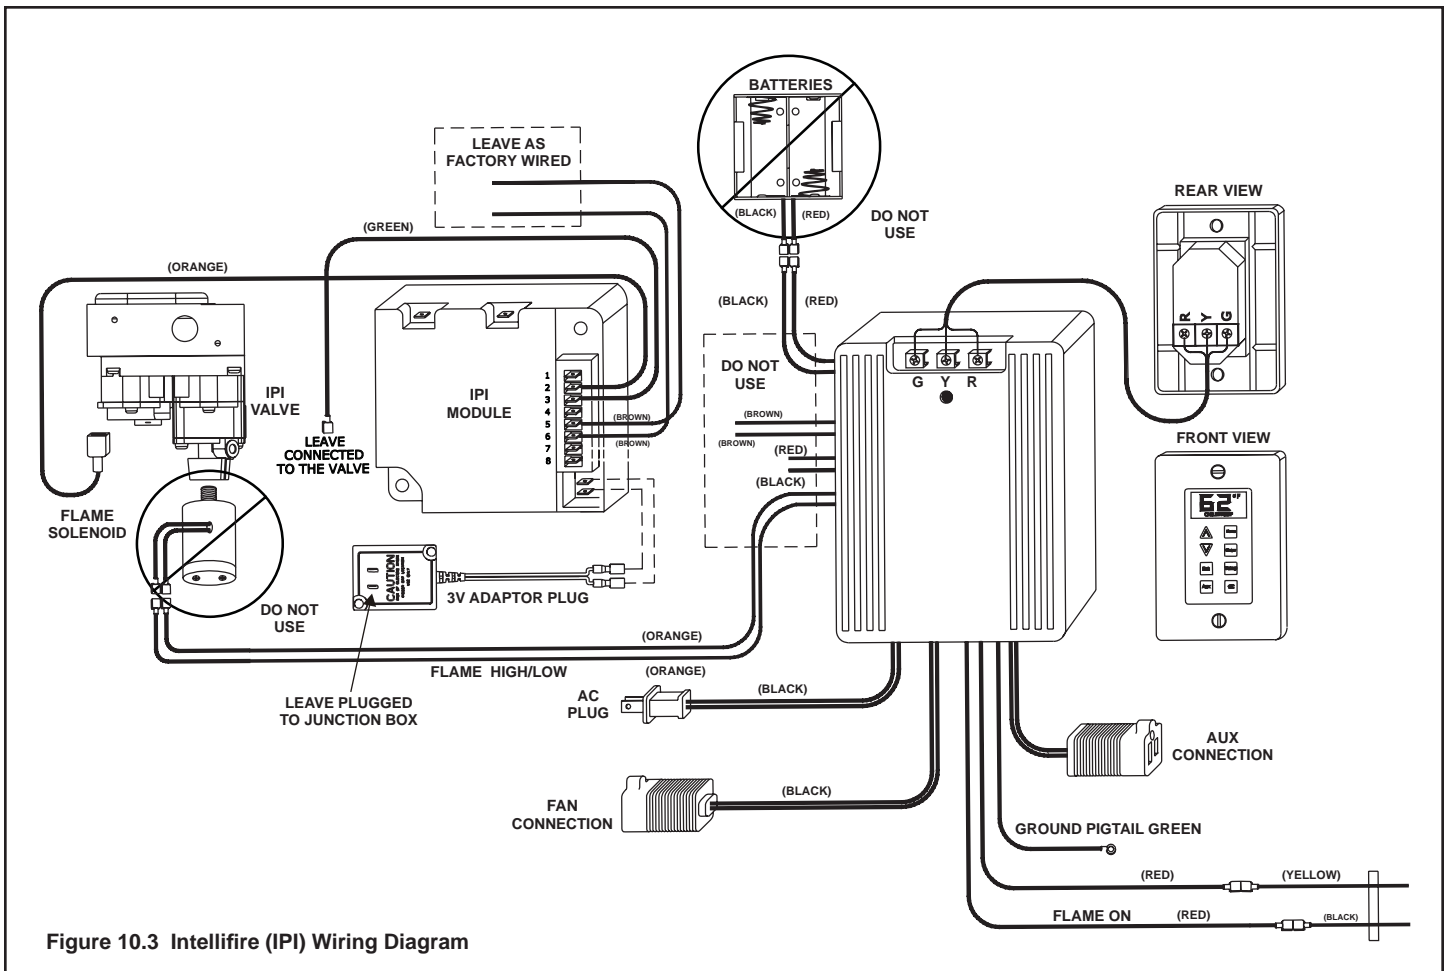 BATTERIES
(BLACK)
(RED)
DO NOT
USE
LEAVE AS
FACTORY WIRED
(GREEN)
(ORANGE)
REAR VIEW
R Y G
(BLACK)
(RED)
DO NOT
USE
G Y R
IPI
VALVE
IPI
MODULE
1
2
3
4
5
6
7
8
(BROWN)
(BROWN)
(BROWN)
(BROWN)
(RED)
(BLACK)
LEAVE
CONNECTED
TO THE VALVE
FRONT VIEW
62°F
FLAME
SOLENOID
DO NOT
USE
CAUTION
3V ADAPTOR PLUG
(ORANGE)
FLAME HIGH/LOW
(ORANGE)
LEAVE PLUGGED
TO JUNCTION BOX
AC
PLUG
(BLACK)
AUX
CONNECTION
FAN
CONNECTION
(BLACK)
GROUND PIGTAIL GREEN
(RED)
(YELLOW)
FLAME ON
(RED)
(BLACK)
Figure 10.3 Intellifire (IPI) Wiring Diagram